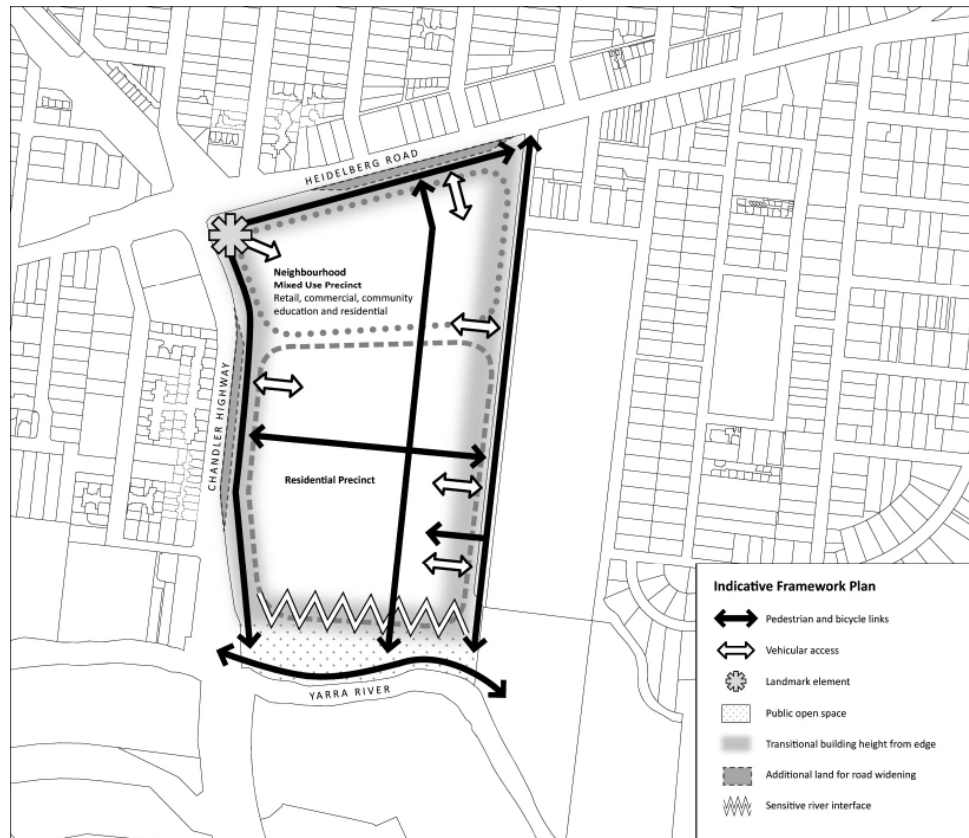 HEIDELBERG ROAD
Neighbourhood
Mixed Use Precinct
Retail, commercial, community
education and residential
CHANDLER HIGHWAY
Residential Precinct
YARRA RIVER
Indicative Framework Plan
Pedestrian and bicycle links
Vehicular access
Landmark element
Public open space
Transitional building height from edge
Additional land for road widening
Sensitive river interface